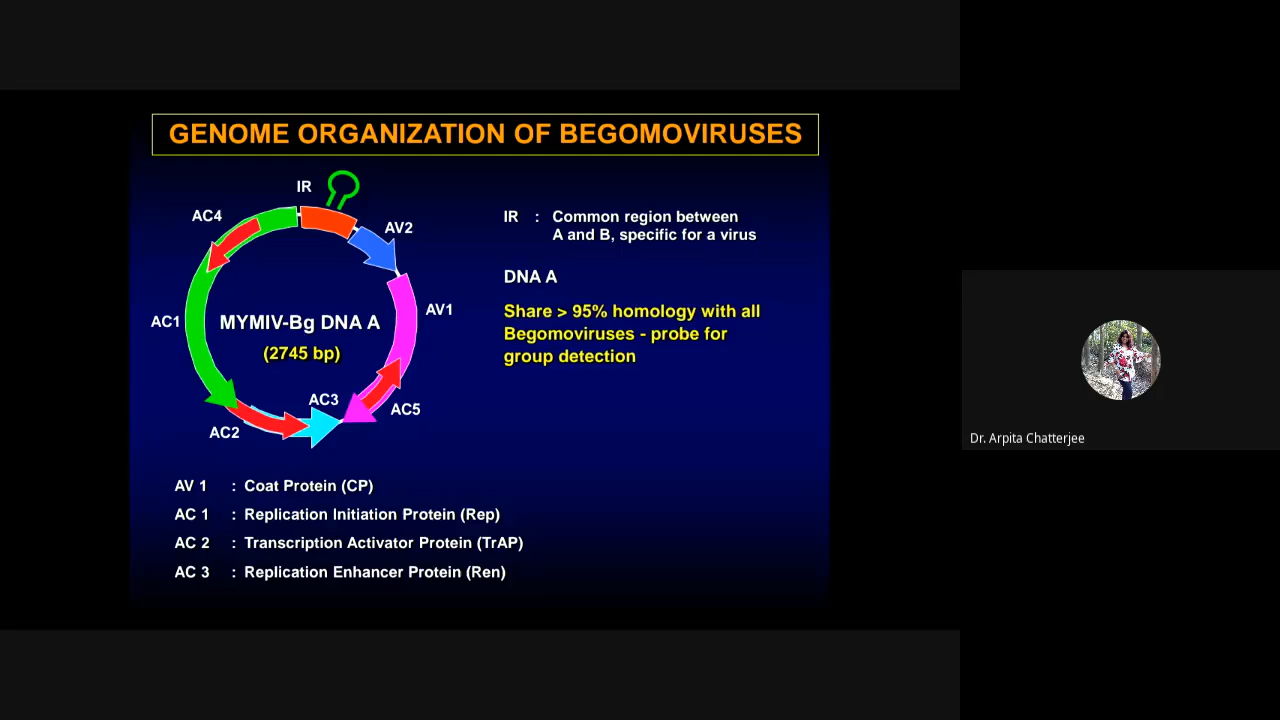 GENOME ORGANIZATION OF BEGOMOVIRUSES
IR
AC4
AV2
AV1
AC1
MYMIV-Bg DNA A
(2745 bp)
AC3
AC5
AC2
IR : Common region between
A and B, specific for a virus
DNA A
Share > 95% homology with all
Begomoviruses - probe for
group detection
AV 1 : Coat Protein (CP)
AC 1 : Replication Initiation Protein (Rep)
AC 2 : Transcription Activator Protein (TrAP)
AC 3 : Replication Enhancer Protein (Ren)
Dr. Arpita Chatterjee